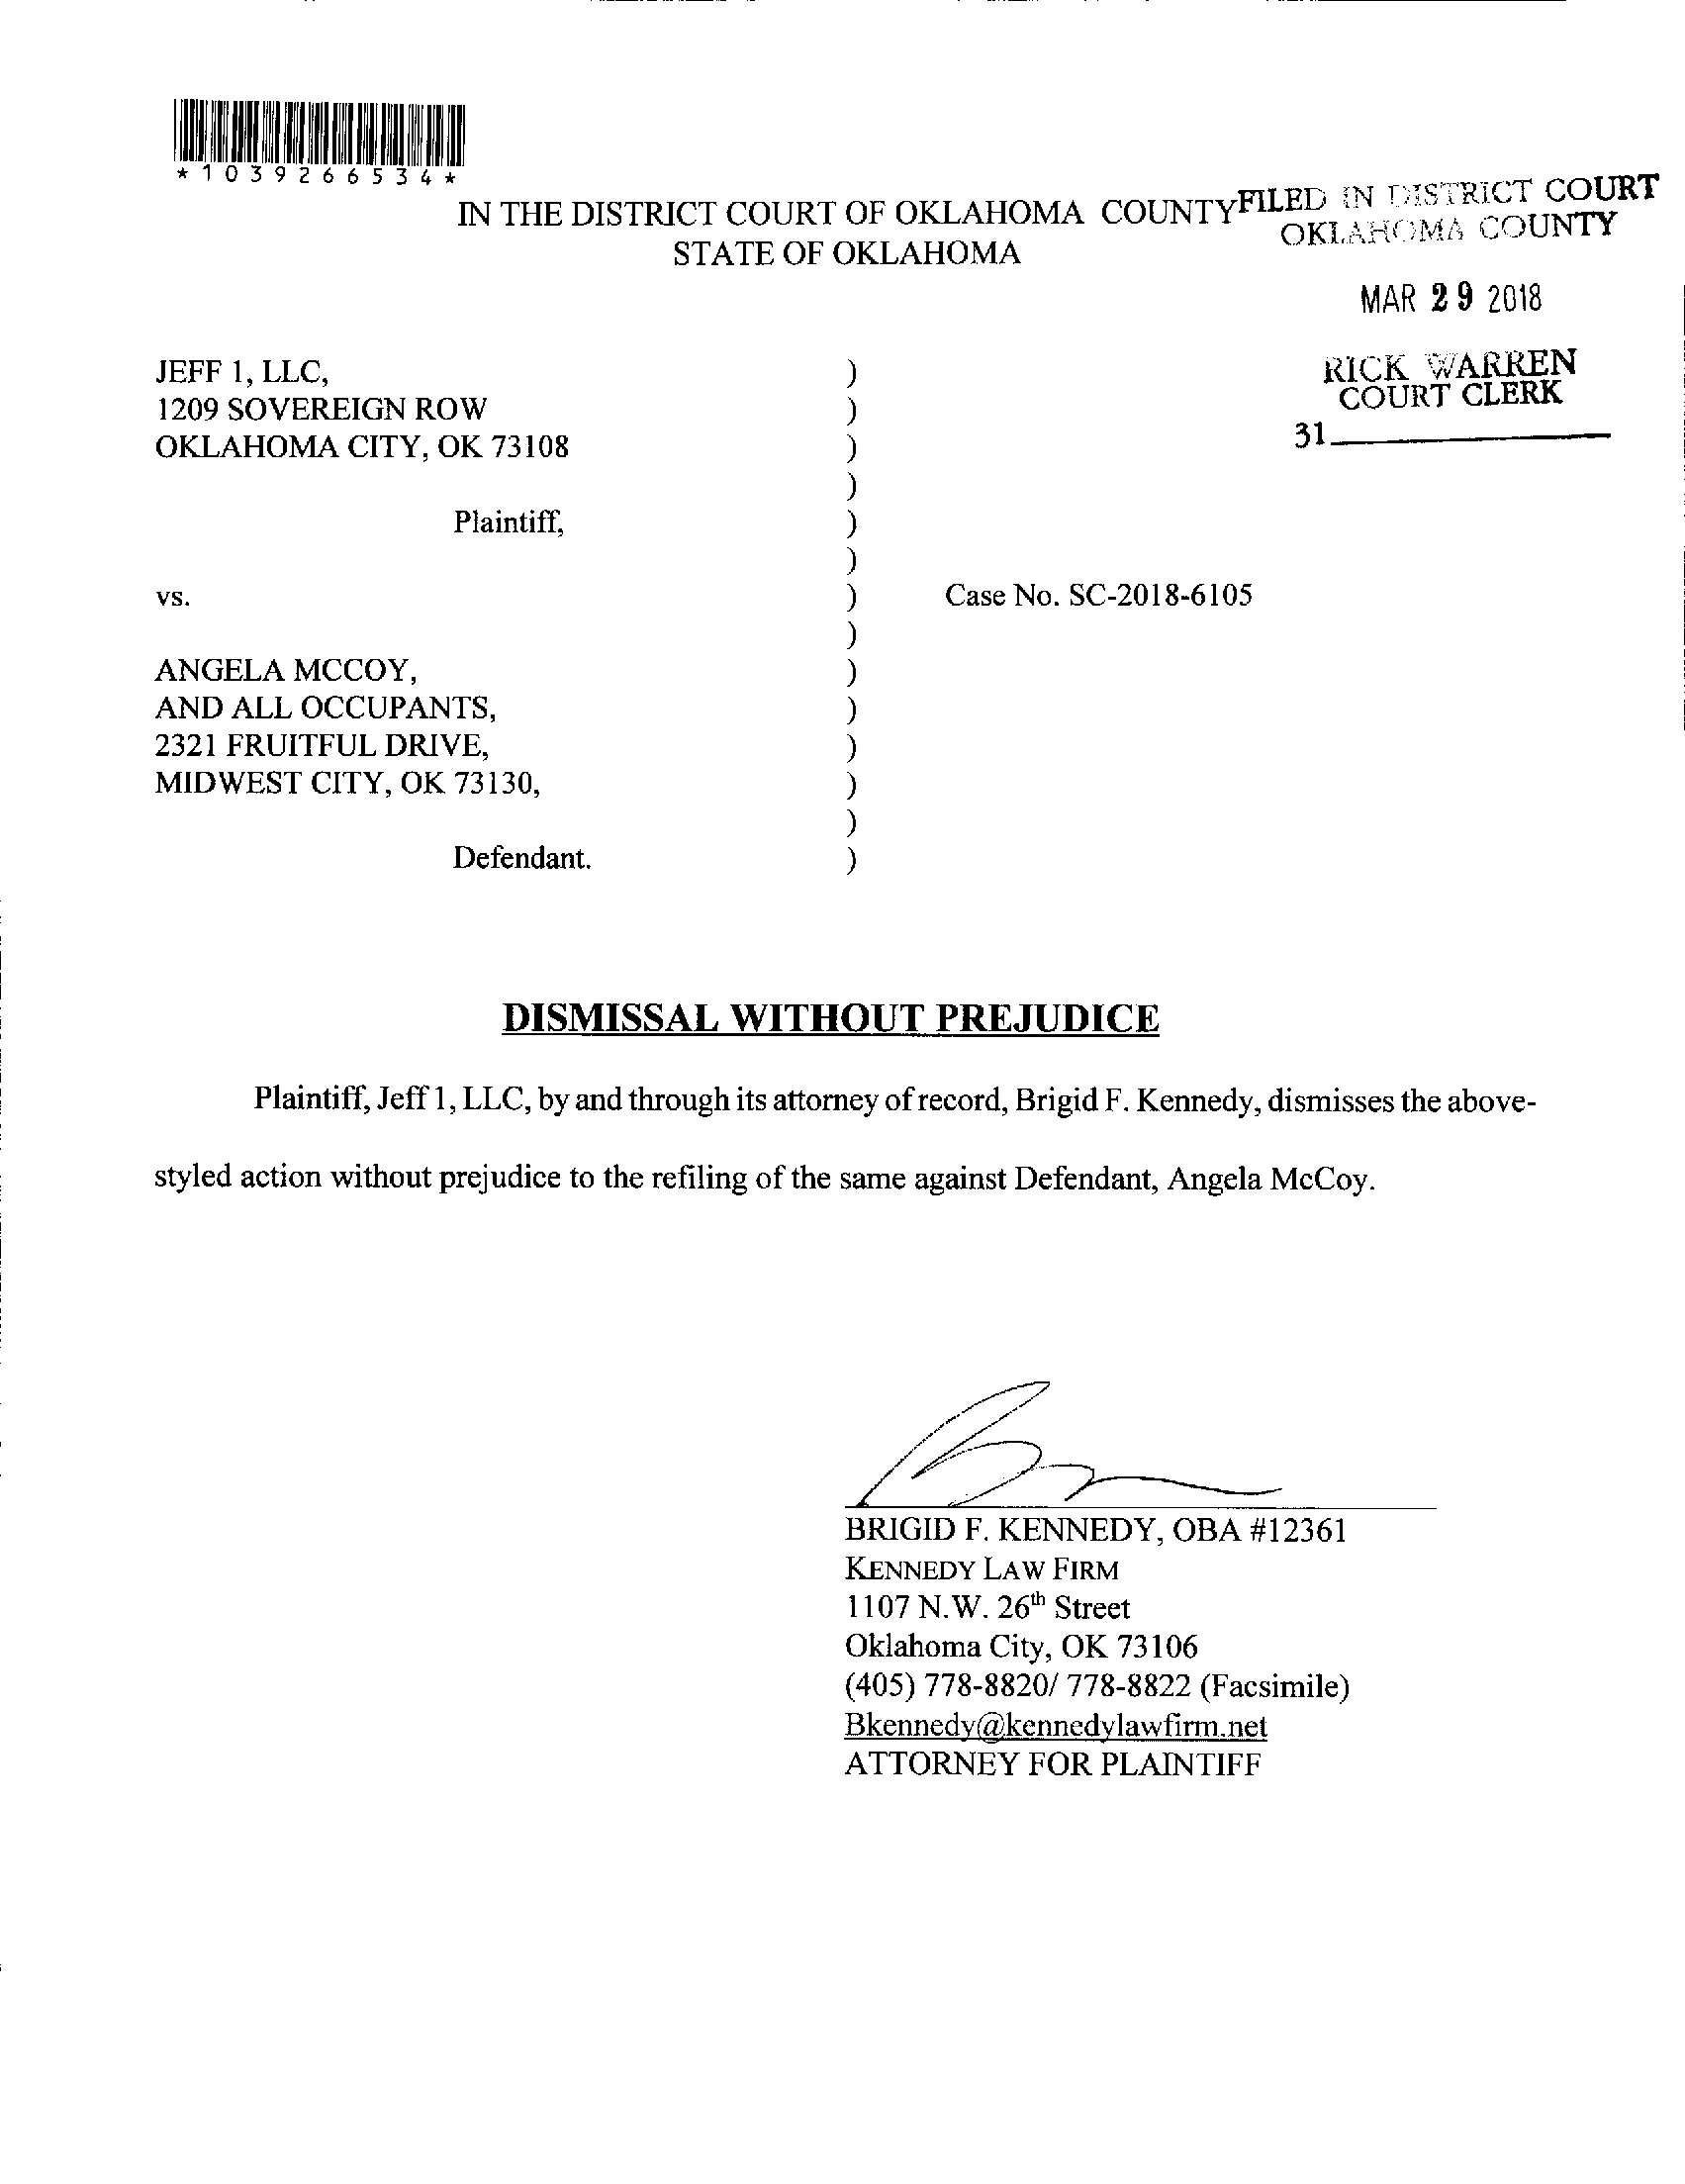 *1039266534*
IN THE DISTRICT COURT OF OKLAHOMA COUNTY
STATE OF OKLAHOMA
FILED IN DISTRICT COURT
OKLAHOMA COUNTY
MAR 29 2018
RICK WARREN
COURT CLERK
31
JEFF 1, LLC, )
1209 SOVEREIGN ROW )
OKLAHOMA CITY, OK 73108 )
)
Plaintiff, )
)
vs. ) Case No. SC-2018-6105
)
ANGELA MCCOY, )
AND ALL OCCUPANTS, )
2321 FRUITFUL DRIVE, )
MIDWEST CITY, OK 73130, )
)
Defendant. )
DISMISSAL WITHOUT PREJUDICE
Plaintiff, Jeff 1, LLC, by and through its attorney of record, Brigid F. Kennedy, dismisses the above-
styled action without prejudice to the refiling of the same against Defendant, Angela McCoy.
BRIGID F. KENNEDY, OBA #12361
KENNEDY LAW FIRM
1107 N.W. 26th Street
Oklahoma City, OK 73106
(405) 778-8820/ 778-8822 (Facsimile)
Bkennedy@kennedylawfirm.net
ATTORNEY FOR PLAINTIFF